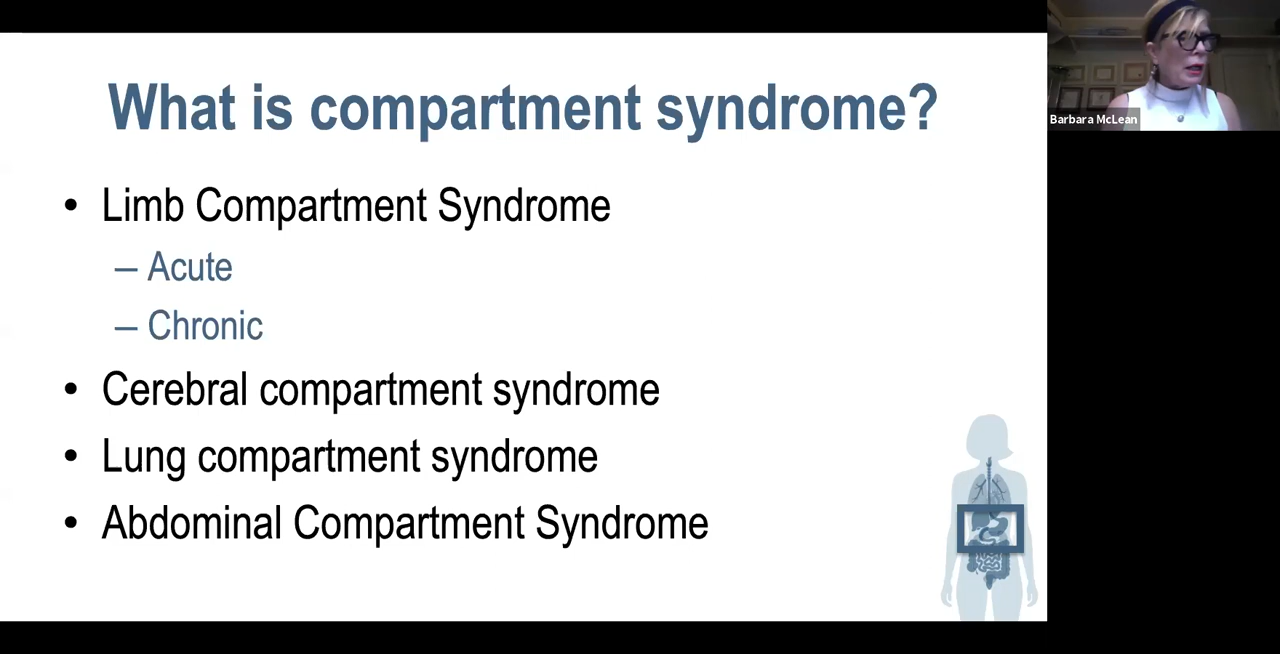 What is compartment syndrome?
• Limb Compartment Syndrome
– Acute
– Chronic
• Cerebral compartment syndrome
• Lung compartment syndrome
• Abdominal Compartment Syndrome
Barbara McLean